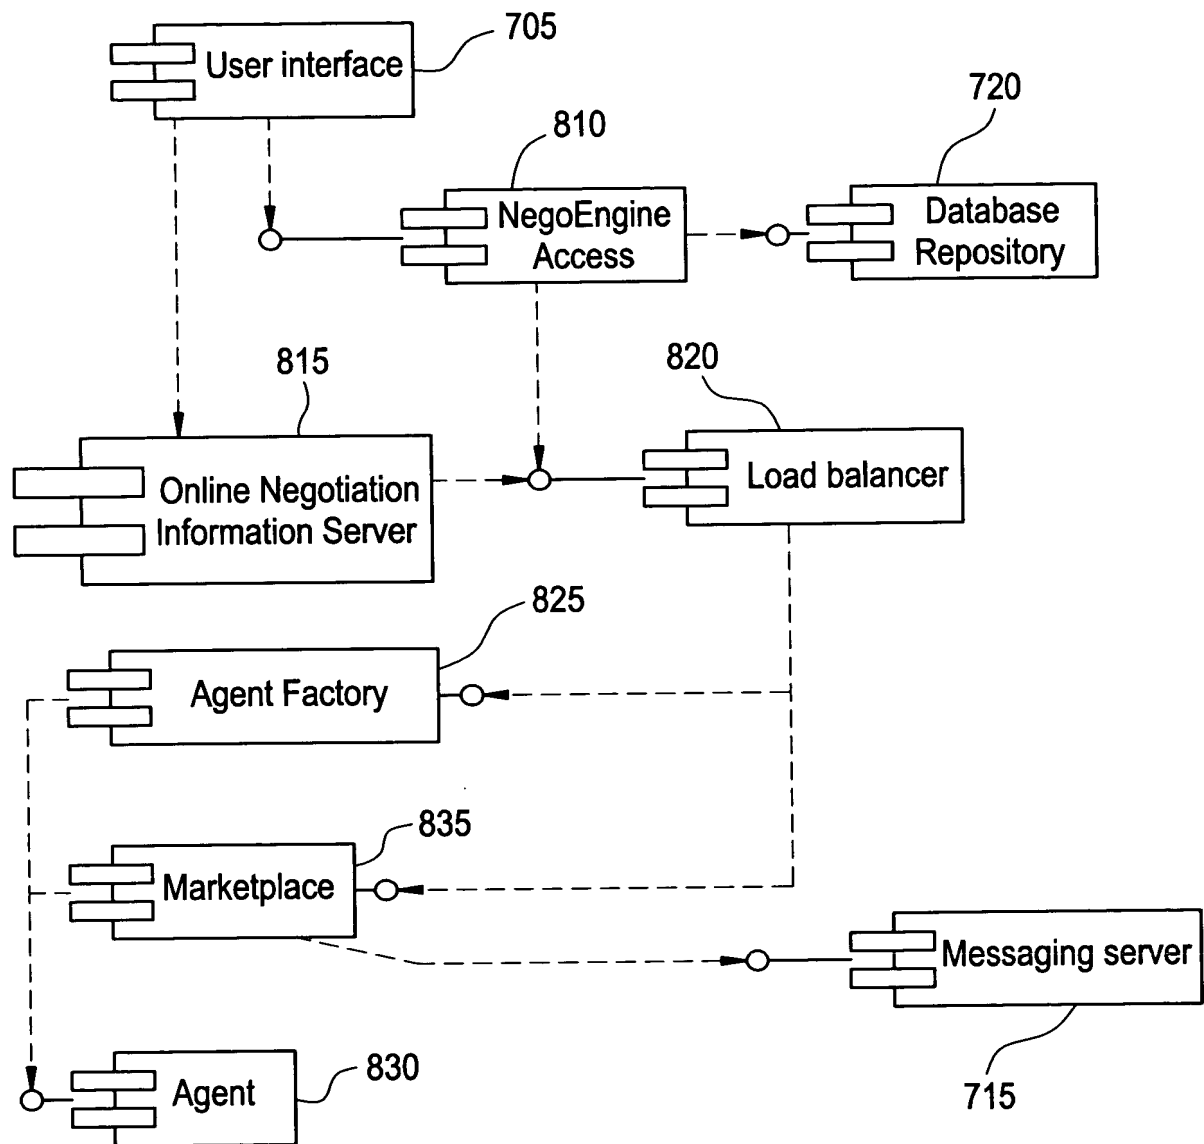 705
User interface
720
810
NegoEngine
Access
Database
Repository
815
820
Online Negotiation
Information Server
Load balancer
825
Agent Factory
835
Marketplace
Messaging server
830
Agent
715